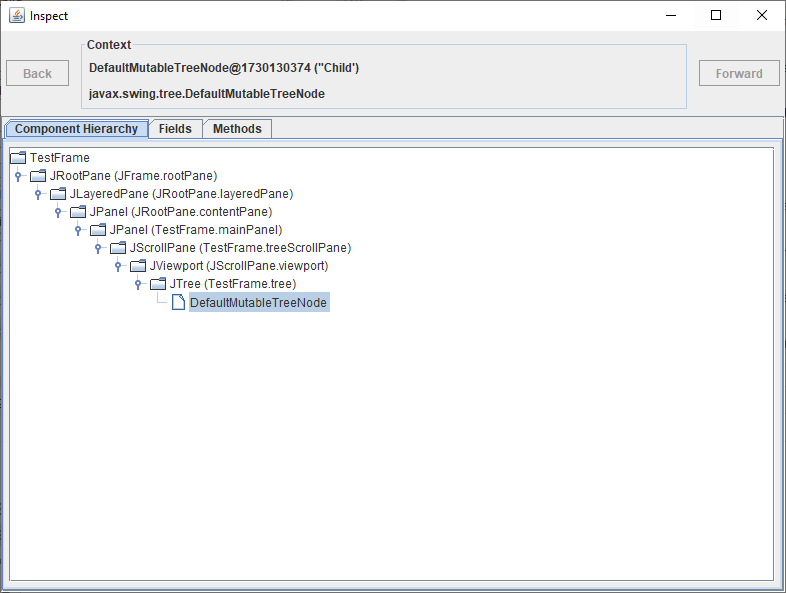 Inspect
Context
Back
DefaultMutableTreeNode@1730130374 ("Child')
javax.swing.tree.DefaultMutableTreeNode
Forward
Component Hierarchy Fields Methods
TestFrame
JRootPane (JFrame.rootPane)
JLayeredPane (JRootPane.layeredPane)
JPanel (JRootPane.contentPane)
JPanel (TestFrame.mainPanel)
JScrollPane (TestFrame.treeScrollPane)
JViewport (JScrollPane.viewport)
JTree (TestFrame.tree)
DefaultMutableTreeNode